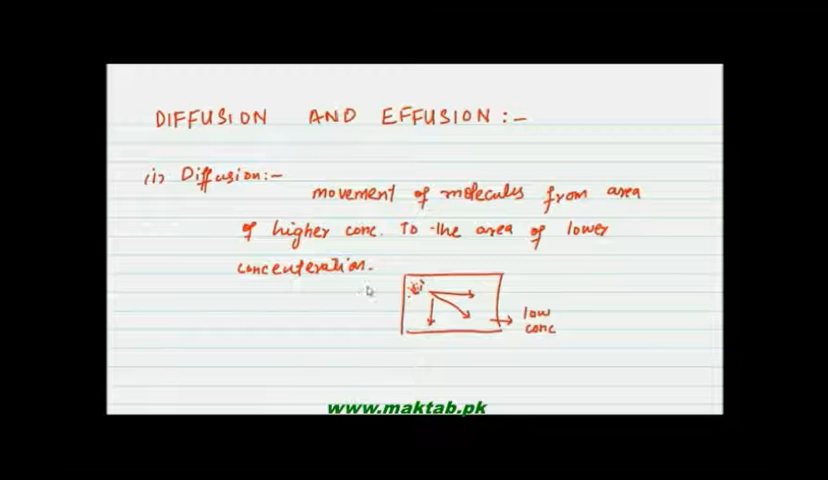 DIFFUSION AND EFFUSION :-
(i) Diffusion:-
movement of molecules from area
of higher conc. To the area of lower
concenteration.
low
conc
www.maktab.pk